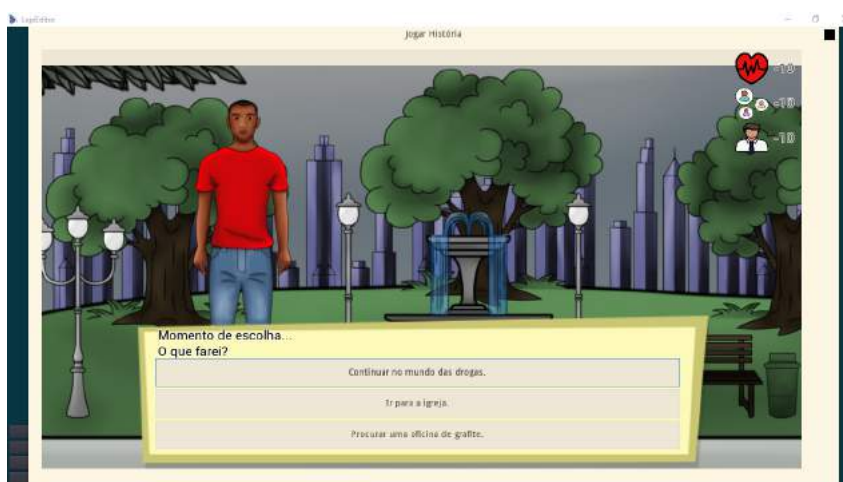 Jogar História
-10
-10
-10
Momento de escolha...
O que farei?
Continuar no mundo das drogas.
Ir para a igreja.
Procurar uma oficina de grafite.